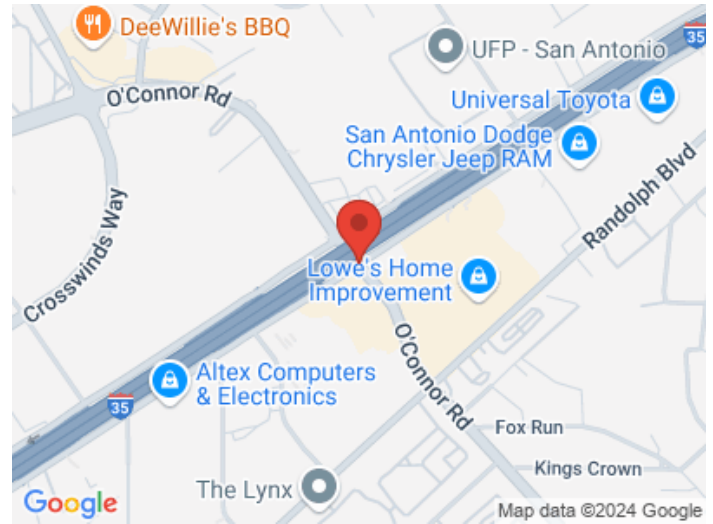 DeeWillie's BBQ
UFP - San Antonio
35
O'Connor Rd
Universal Toyota
San Antonio Dodge
Chrysler Jeep RAM
Randolph Blvd
Crosswinds Way
Lowe's Home
Improvement
O'Connor Rd
Altex Computers
& Electronics
35
Fox Run
Kings Crown
The Lynx
Google
Map data ©2024 Google